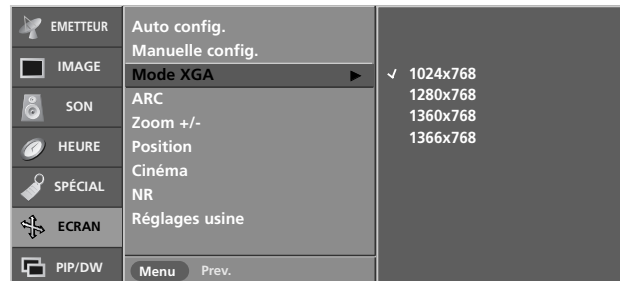 EMETTEUR
IMAGE
SON
HEURE
SPÉCIAL
ECRAN
PIP/DW
Auto config.
Manuelle config.
Mode XGA ▶
ARC
Zoom +/-
Position
Cinéma
NR
Réglages usine
Menu Prev.
✓ 1024x768
1280x768
1360x768
1366x768